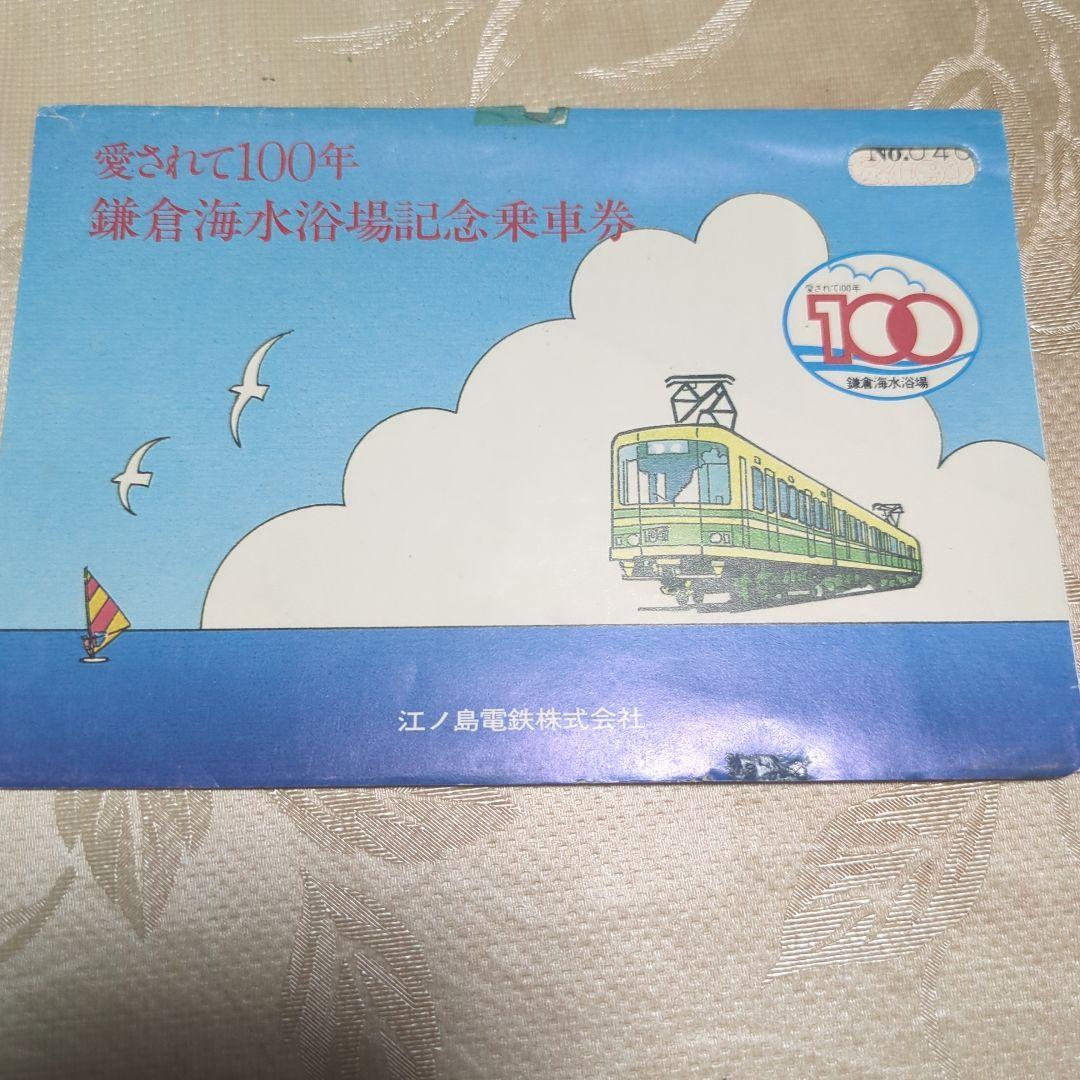 愛されて100年
鎌倉海水浴場記念乗車券
No.046
愛されて100年
100
鎌倉海水浴場
江ノ島電鉄株式会社